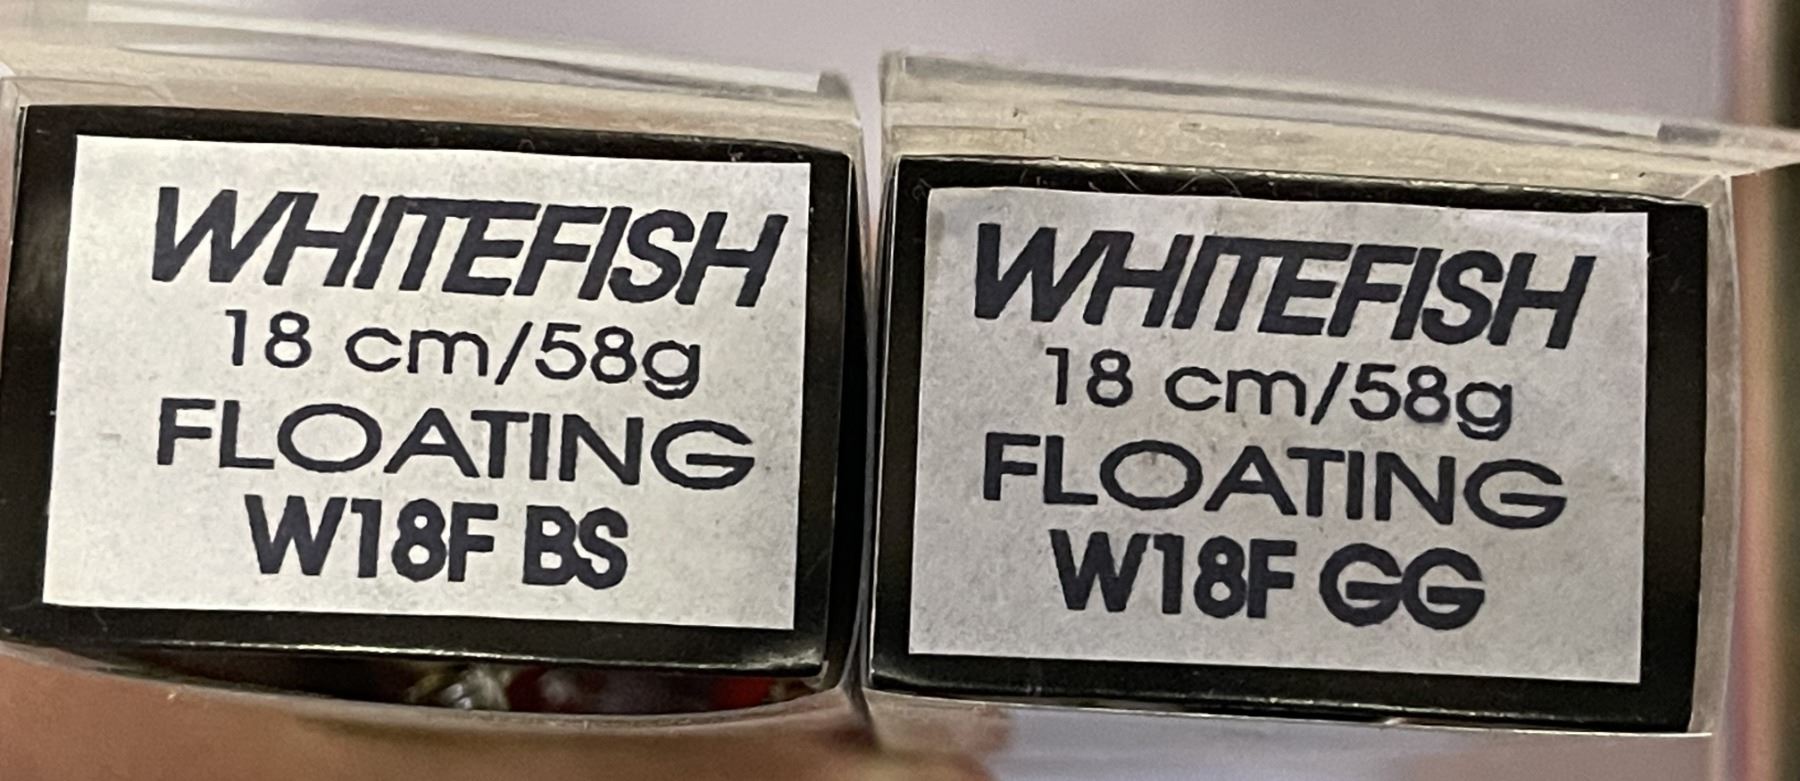 WHITEFISH
18 cm/58g
FLOATING
W18F BS
WHITEFISH
18 cm/58g
FLOATING
W18F GG